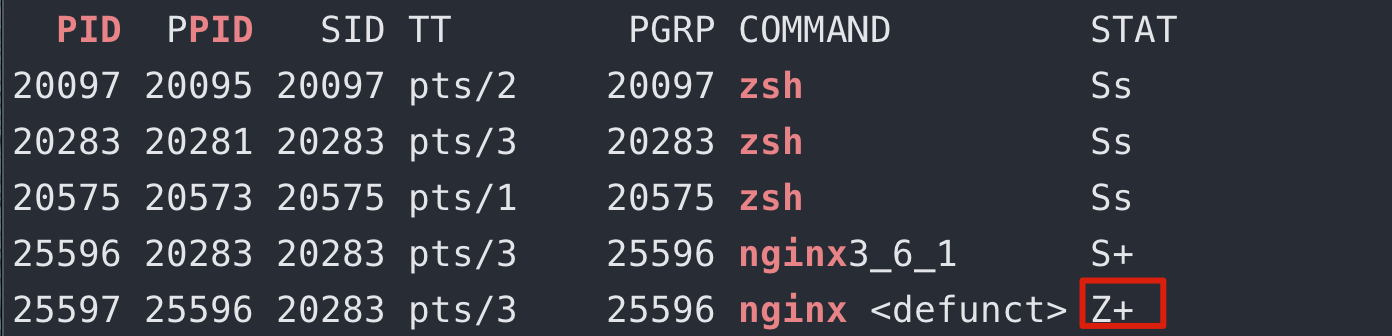 PID PPID SID TT PGRP COMMAND STAT
20097 20095 20097 pts/2 20097 zsh Ss
20283 20281 20283 pts/3 20283 zsh Ss
20575 20573 20575 pts/1 20575 zsh Ss
25596 20283 20283 pts/3 25596 nginx3_6_1 S+
25597 25596 20283 pts/3 25596 nginx <defunct> Z+